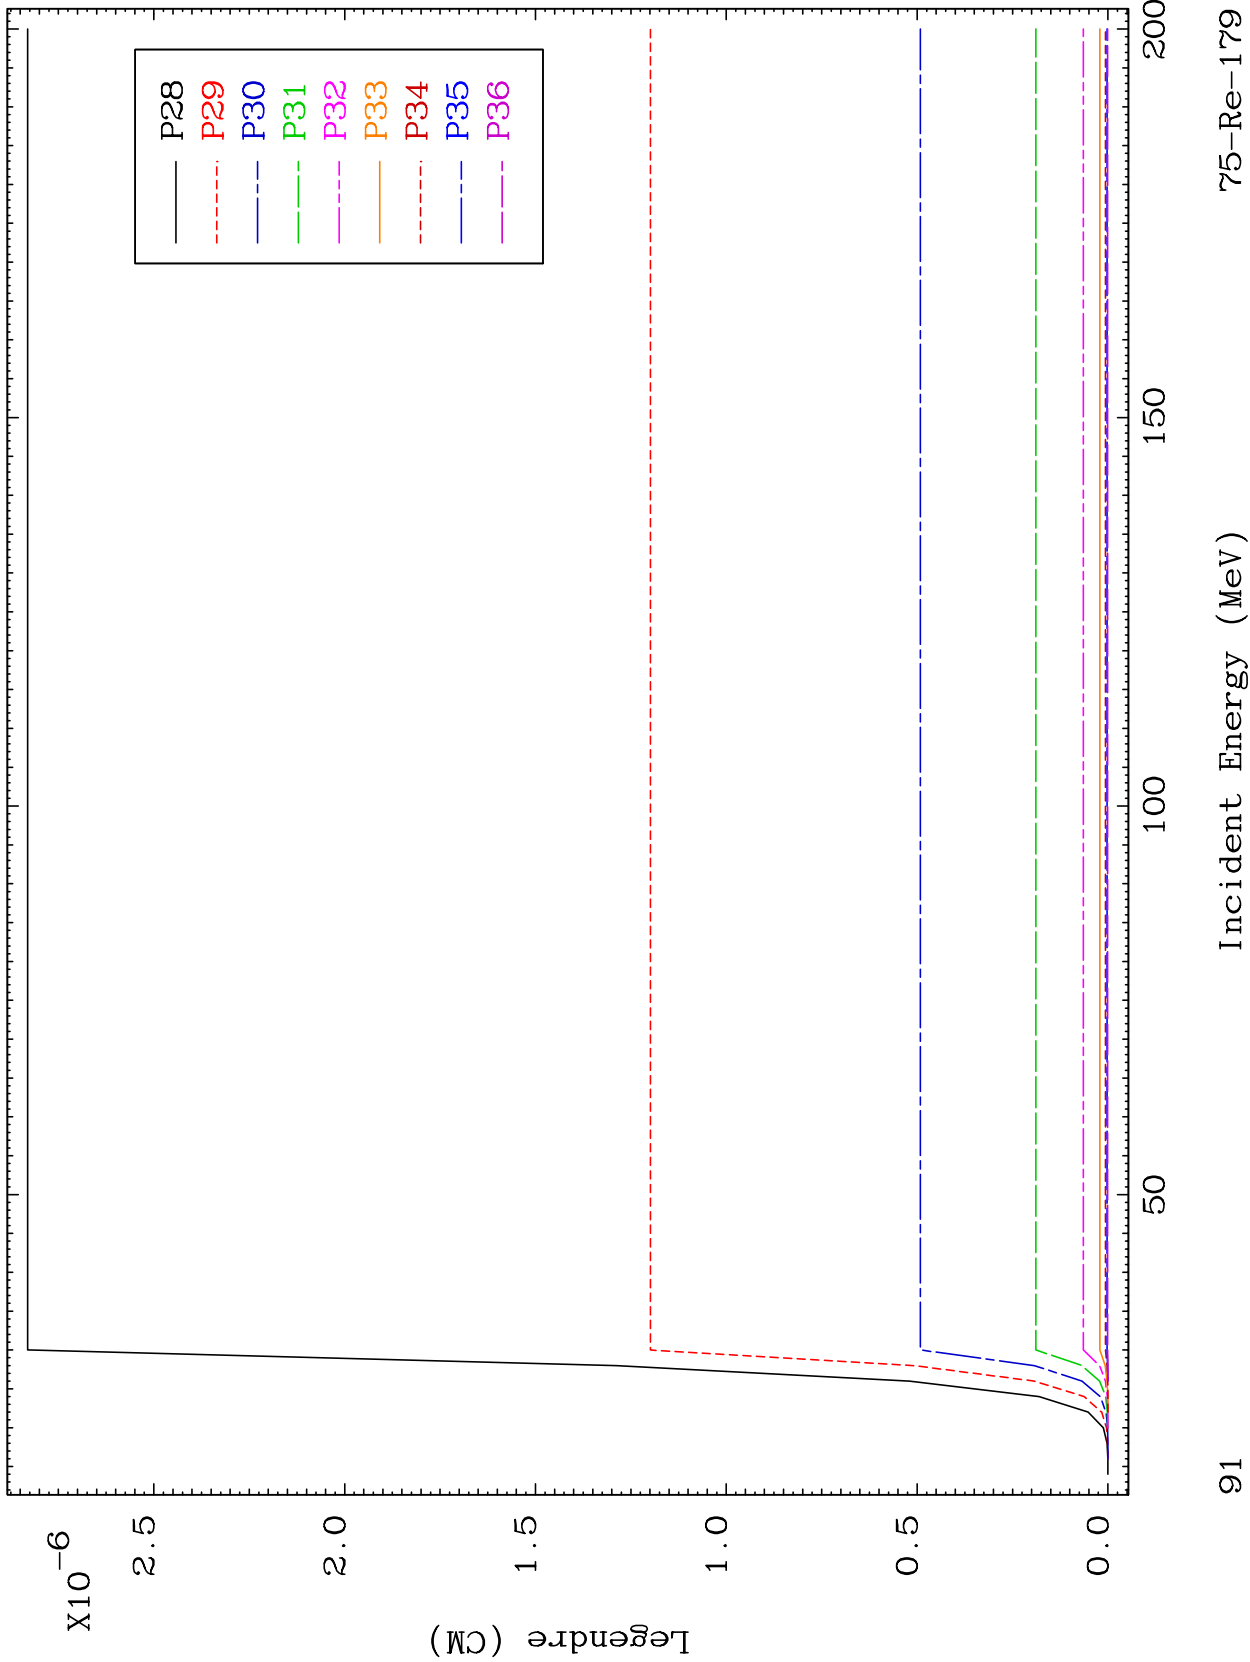 X10-6
2.5
2.0
1.5
1.0
0.5
0.0
Legendre (CM)
P28
P29
P30
P31
P32
P33
P34
P35
P36
50
100
150
200
Incident Energy (MeV)
91
75-Re-179